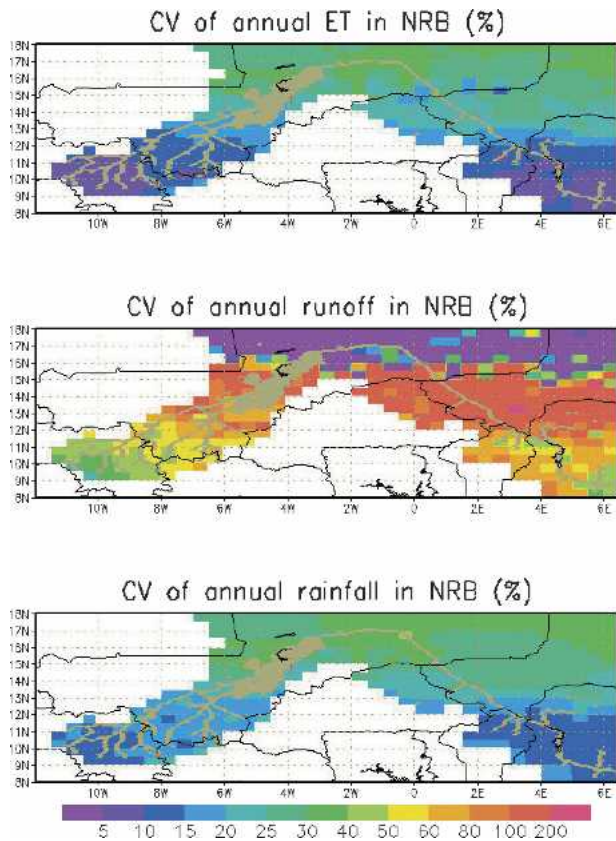 CV of annual ET in NRB (%)
18N
17N
16N
15N
14N
13N
12N
11N
10N
9N
8N
10W 8W 6W 4W 2W 0 2E 4E 6E
CV of annual runoff in NRB (%)
18N
17N
16N
15N
14N
13N
12N
11N
10N
9N
8N
10W 8W 6W 4W 2W 0 2E 4E 6E
CV of annual rainfall in NRB (%)
18N
17N
16N
15N
14N
13N
12N
11N
10N
9N
8N
10W 8W 6W 4W 2W 0 2E 4E 6E
5 10 15 20 25 30 40 50 60 80 100 200